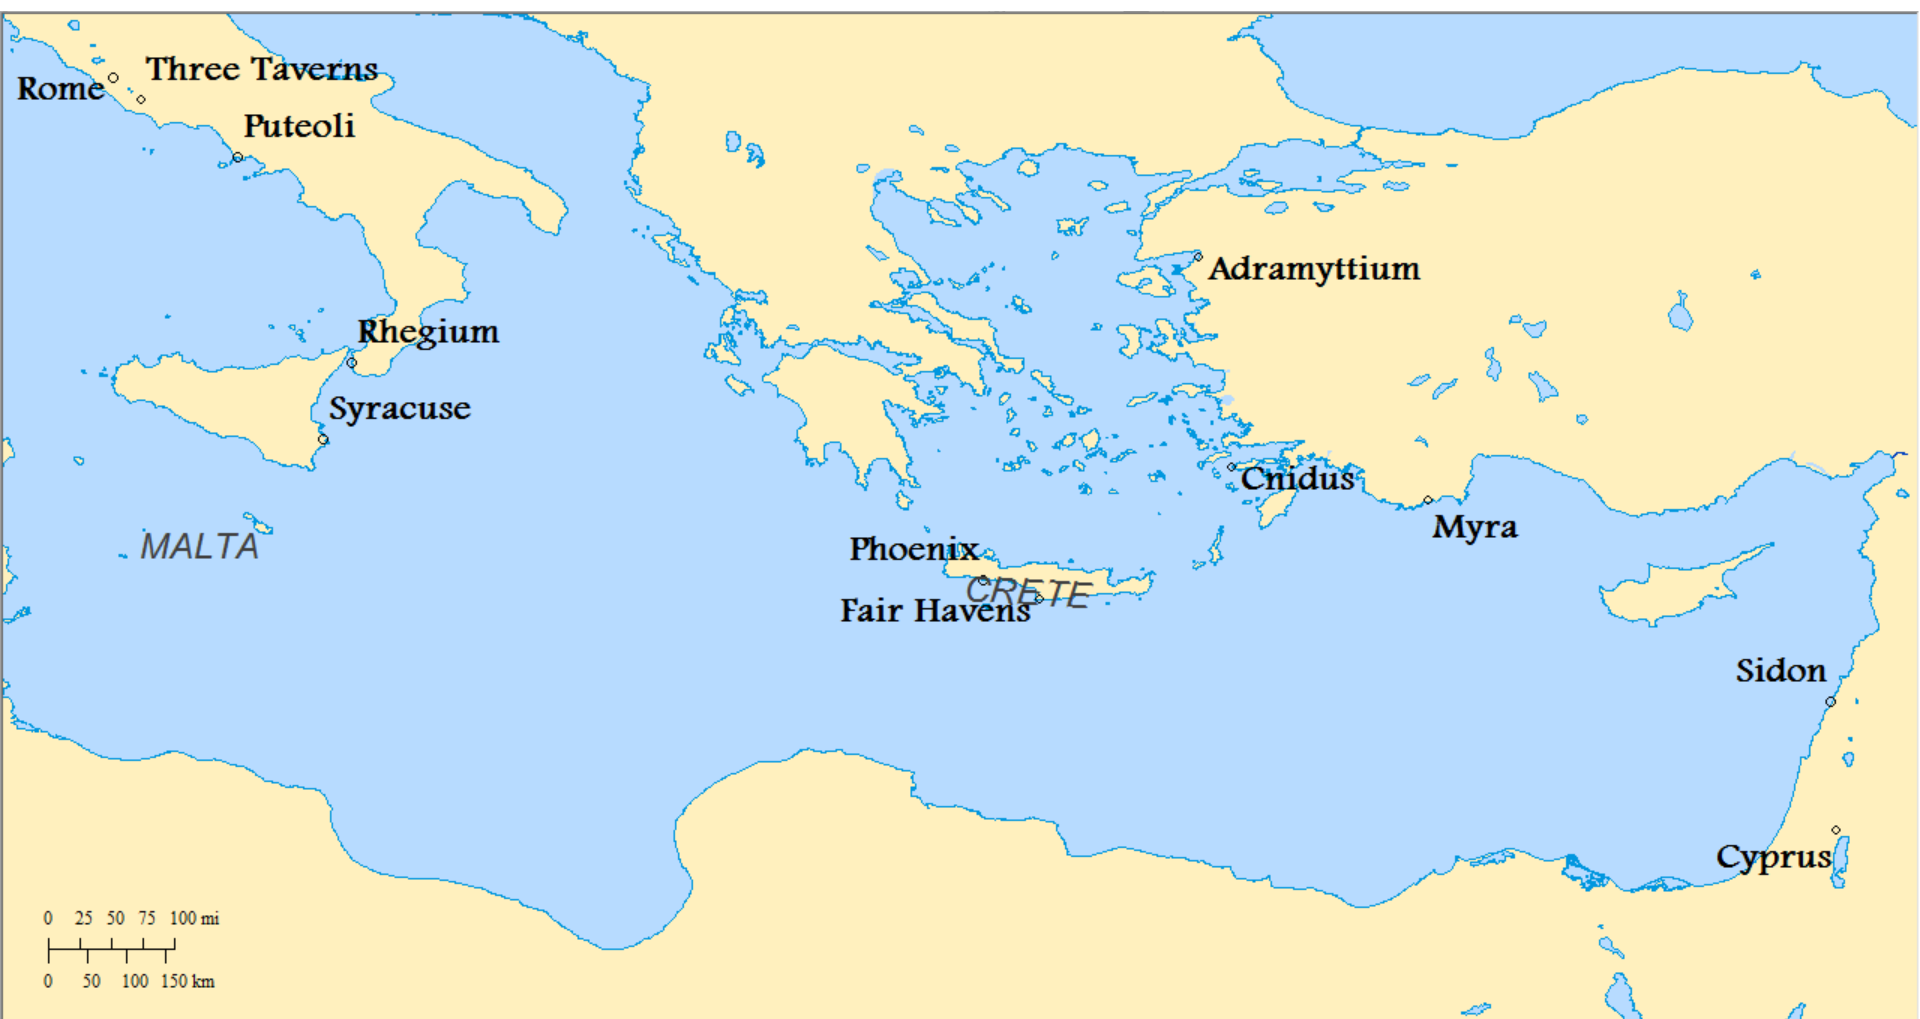 Three Taverns
Rome
Puteoli
Adramyttium
Rhegium
Syracuse
Cnidus
Myra
MALTA
Phoenix
CRETE
Fair Havens
Sidon
Cyprus
0 25 50 75 100 mi
0 50 100 150 km